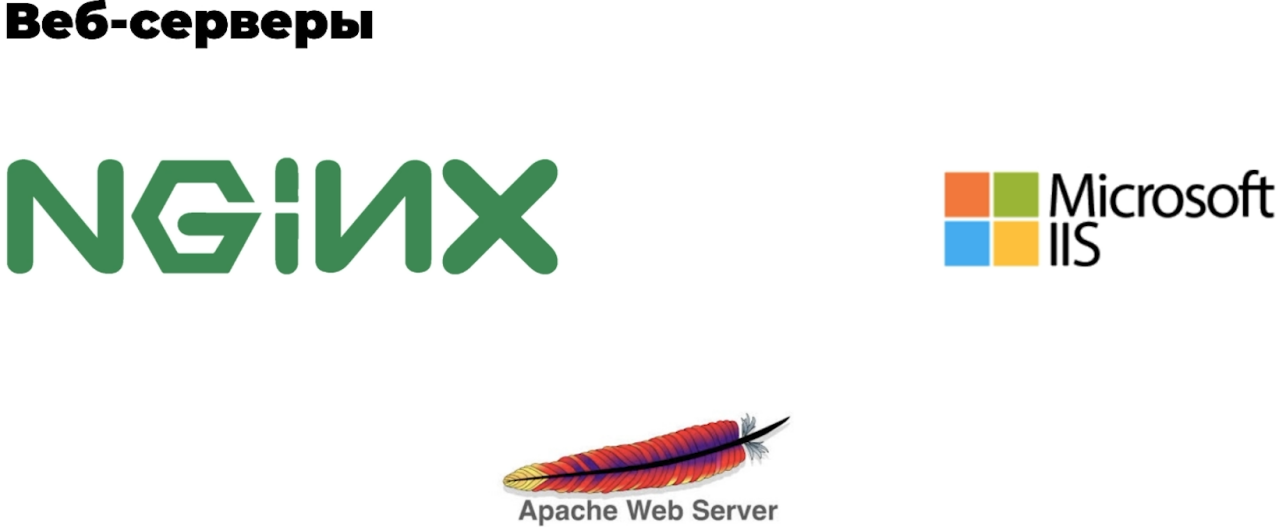 Веб-серверы
NGiNX
Microsoft
IIS
Apache Web Server